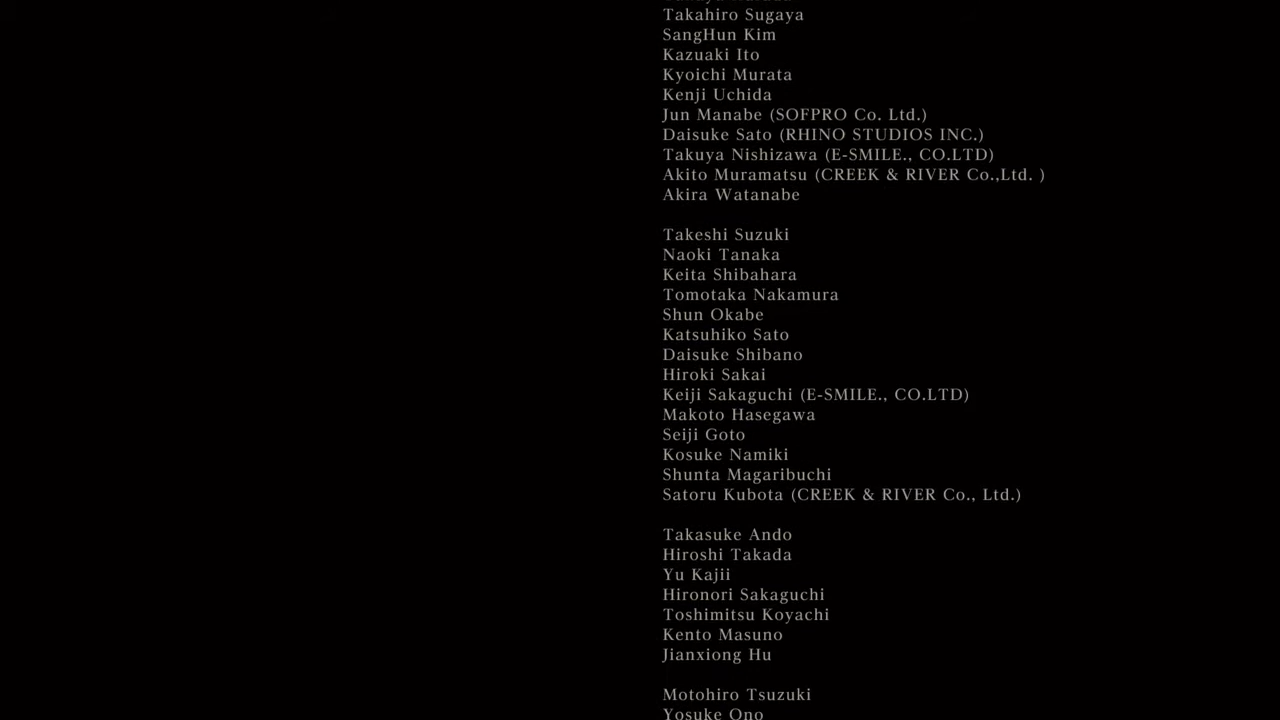 Takahiro Sugaya
SangHun Kim
Kazuaki Ito
Kyoichi Murata
Kenji Uchida
Jun Manabe (SOFPRO Co. Ltd.)
Daisuke Sato (RHINO STUDIOS INC.)
Takuya Nishizawa (E-SMILE., CO.LTD)
Akito Muramatsu (CREEK & RIVER Co.,Ltd. )
Akira Watanabe
Takeshi Suzuki
Naoki Tanaka
Keita Shibahara
Tomotaka Nakamura
Shun Okabe
Katsuhiko Sato
Daisuke Shibano
Hiroki Sakai
Keiji Sakaguchi (E-SMILE., CO.LTD)
Makoto Hasegawa
Seiji Goto
Kosuke Namiki
Shunta Magaribuchi
Satoru Kubota (CREEK & RIVER Co., Ltd.)
Takasuke Ando
Hiroshi Takada
Yu Kajii
Hironori Sakaguchi
Toshimitsu Koyachi
Kento Masuno
Jianxiong Hu
Motohiro Tsuzuki
Yosuke Ono